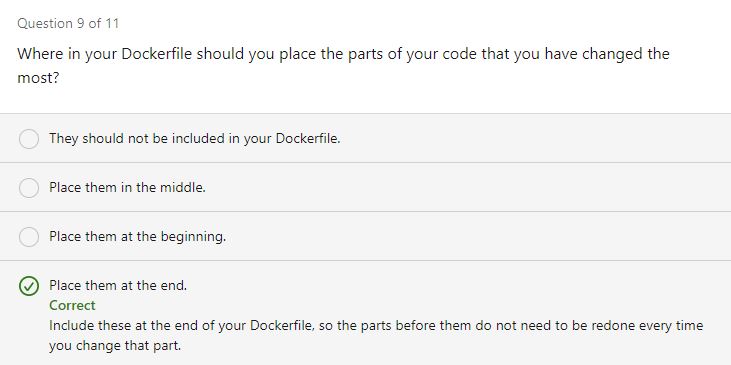 Question 9 of 11
Where in your Dockerfile should you place the parts of your code that you have changed the
most?
They should not be included in your Dockerfile.
Place them in the middle.
Place them at the beginning.
Place them at the end.
Correct
Include these at the end of your Dockerfile, so the parts before them do not need to be redone every time
you change that part.